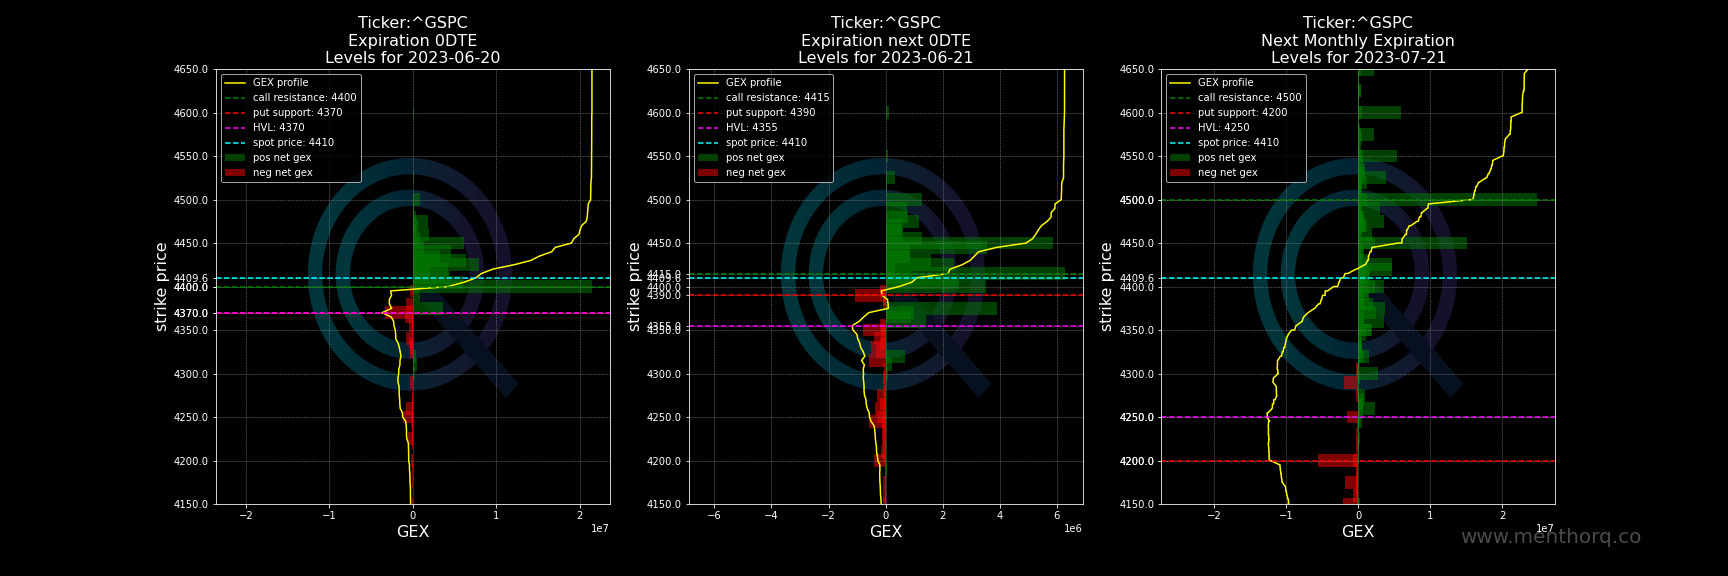 Ticker:^GSPC
Expiration 0DTE
Levels for 2023-06-20
GEX profile
call resistance: 4400
put support: 4370
HVL: 4370
spot price: 4410
pos net gex
neg net gex
4650.0
4600.0
4550.0
4500.0
4450.0
4409.6
4400.0
4370.0
4350.0
4300.0
4250.0
4200.0
4150.0
strike price
−2 −1 0 1 2
1e7
GEX
Ticker:^GSPC
Expiration next 0DTE
Levels for 2023-06-21
GEX profile
call resistance: 4415
put support: 4390
HVL: 4355
spot price: 4410
pos net gex
neg net gex
4650.0
4600.0
4550.0
4500.0
4450.0
4415.0
4409.6
4400.0
4390.0
4355.0
4350.0
4300.0
4250.0
4200.0
4150.0
strike price
−6 −4 −2 0 2 4 6
1e6
GEX
Ticker:^GSPC
Next Monthly Expiration
Levels for 2023-07-21
GEX profile
call resistance: 4500
put support: 4200
HVL: 4250
spot price: 4410
pos net gex
neg net gex
4650.0
4600.0
4550.0
4500.0
4450.0
4409.6
4400.0
4350.0
4300.0
4250.0
4200.0
4150.0
strike price
−2 −1 0 1 2
1e7
GEX
www.menthorq.co